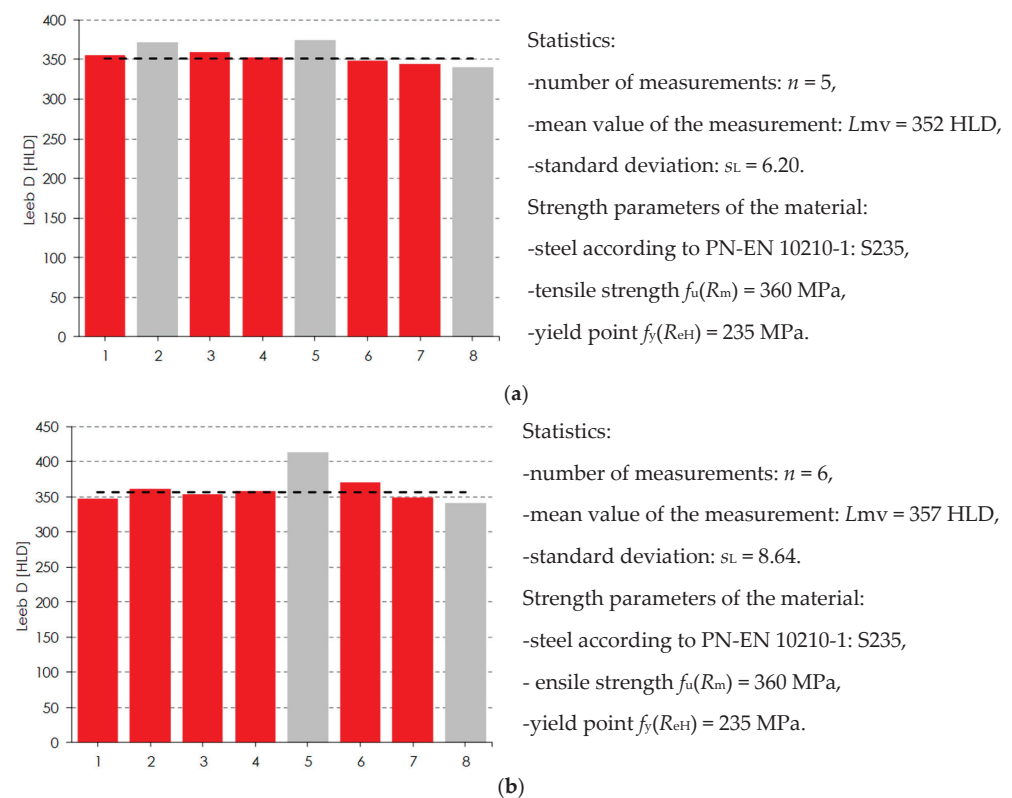 400
350
300
250
200
150
100
50
0
Leeb D [HLD]
1 2 3 4 5 6 7 8
Statistics:
-number of measurements: n = 5,
-mean value of the measurement: Lmv = 352 HLD,
-standard deviation: sL = 6.20.
Strength parameters of the material:
-steel according to PN-EN 10210-1: S235,
-tensile strength fu(Rm) = 360 MPa,
-yield point fy(ReH) = 235 MPa.
(a)
450
400
350
300
250
200
150
100
50
0
Leeb D [HLD]
1 2 3 4 5 6 7 8
Statistics:
-number of measurements: n = 6,
-mean value of the measurement: Lmv = 357 HLD,
-standard deviation: sL = 8.64.
Strength parameters of the material:
-steel according to PN-EN 10210-1: S235,
- ensile strength fu(Rm) = 360 MPa,
-yield point fy(ReH) = 235 MPa.
(b)